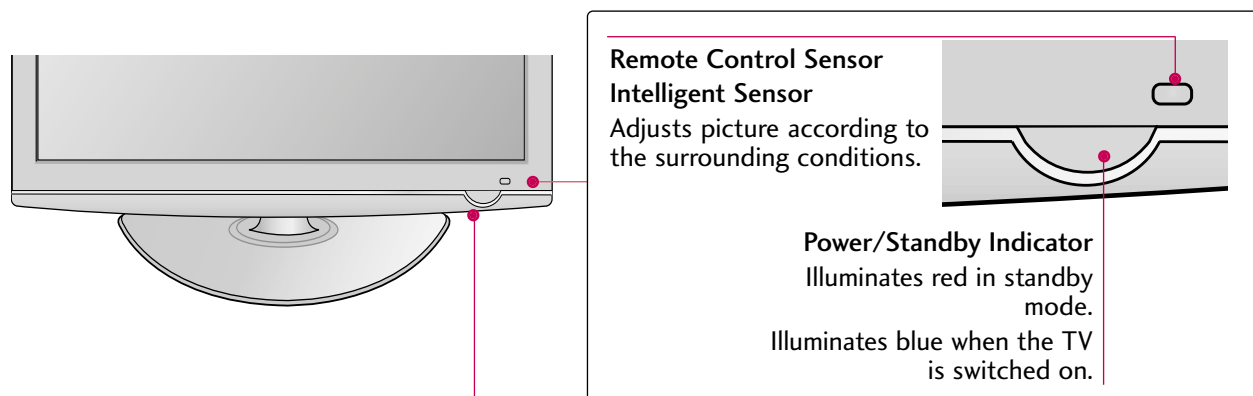 Remote Control Sensor
Intelligent Sensor
Adjusts picture according to
the surrounding conditions.
Power/Standby Indicator
Illuminates red in standby
mode.
Illuminates blue when the TV
is switched on.